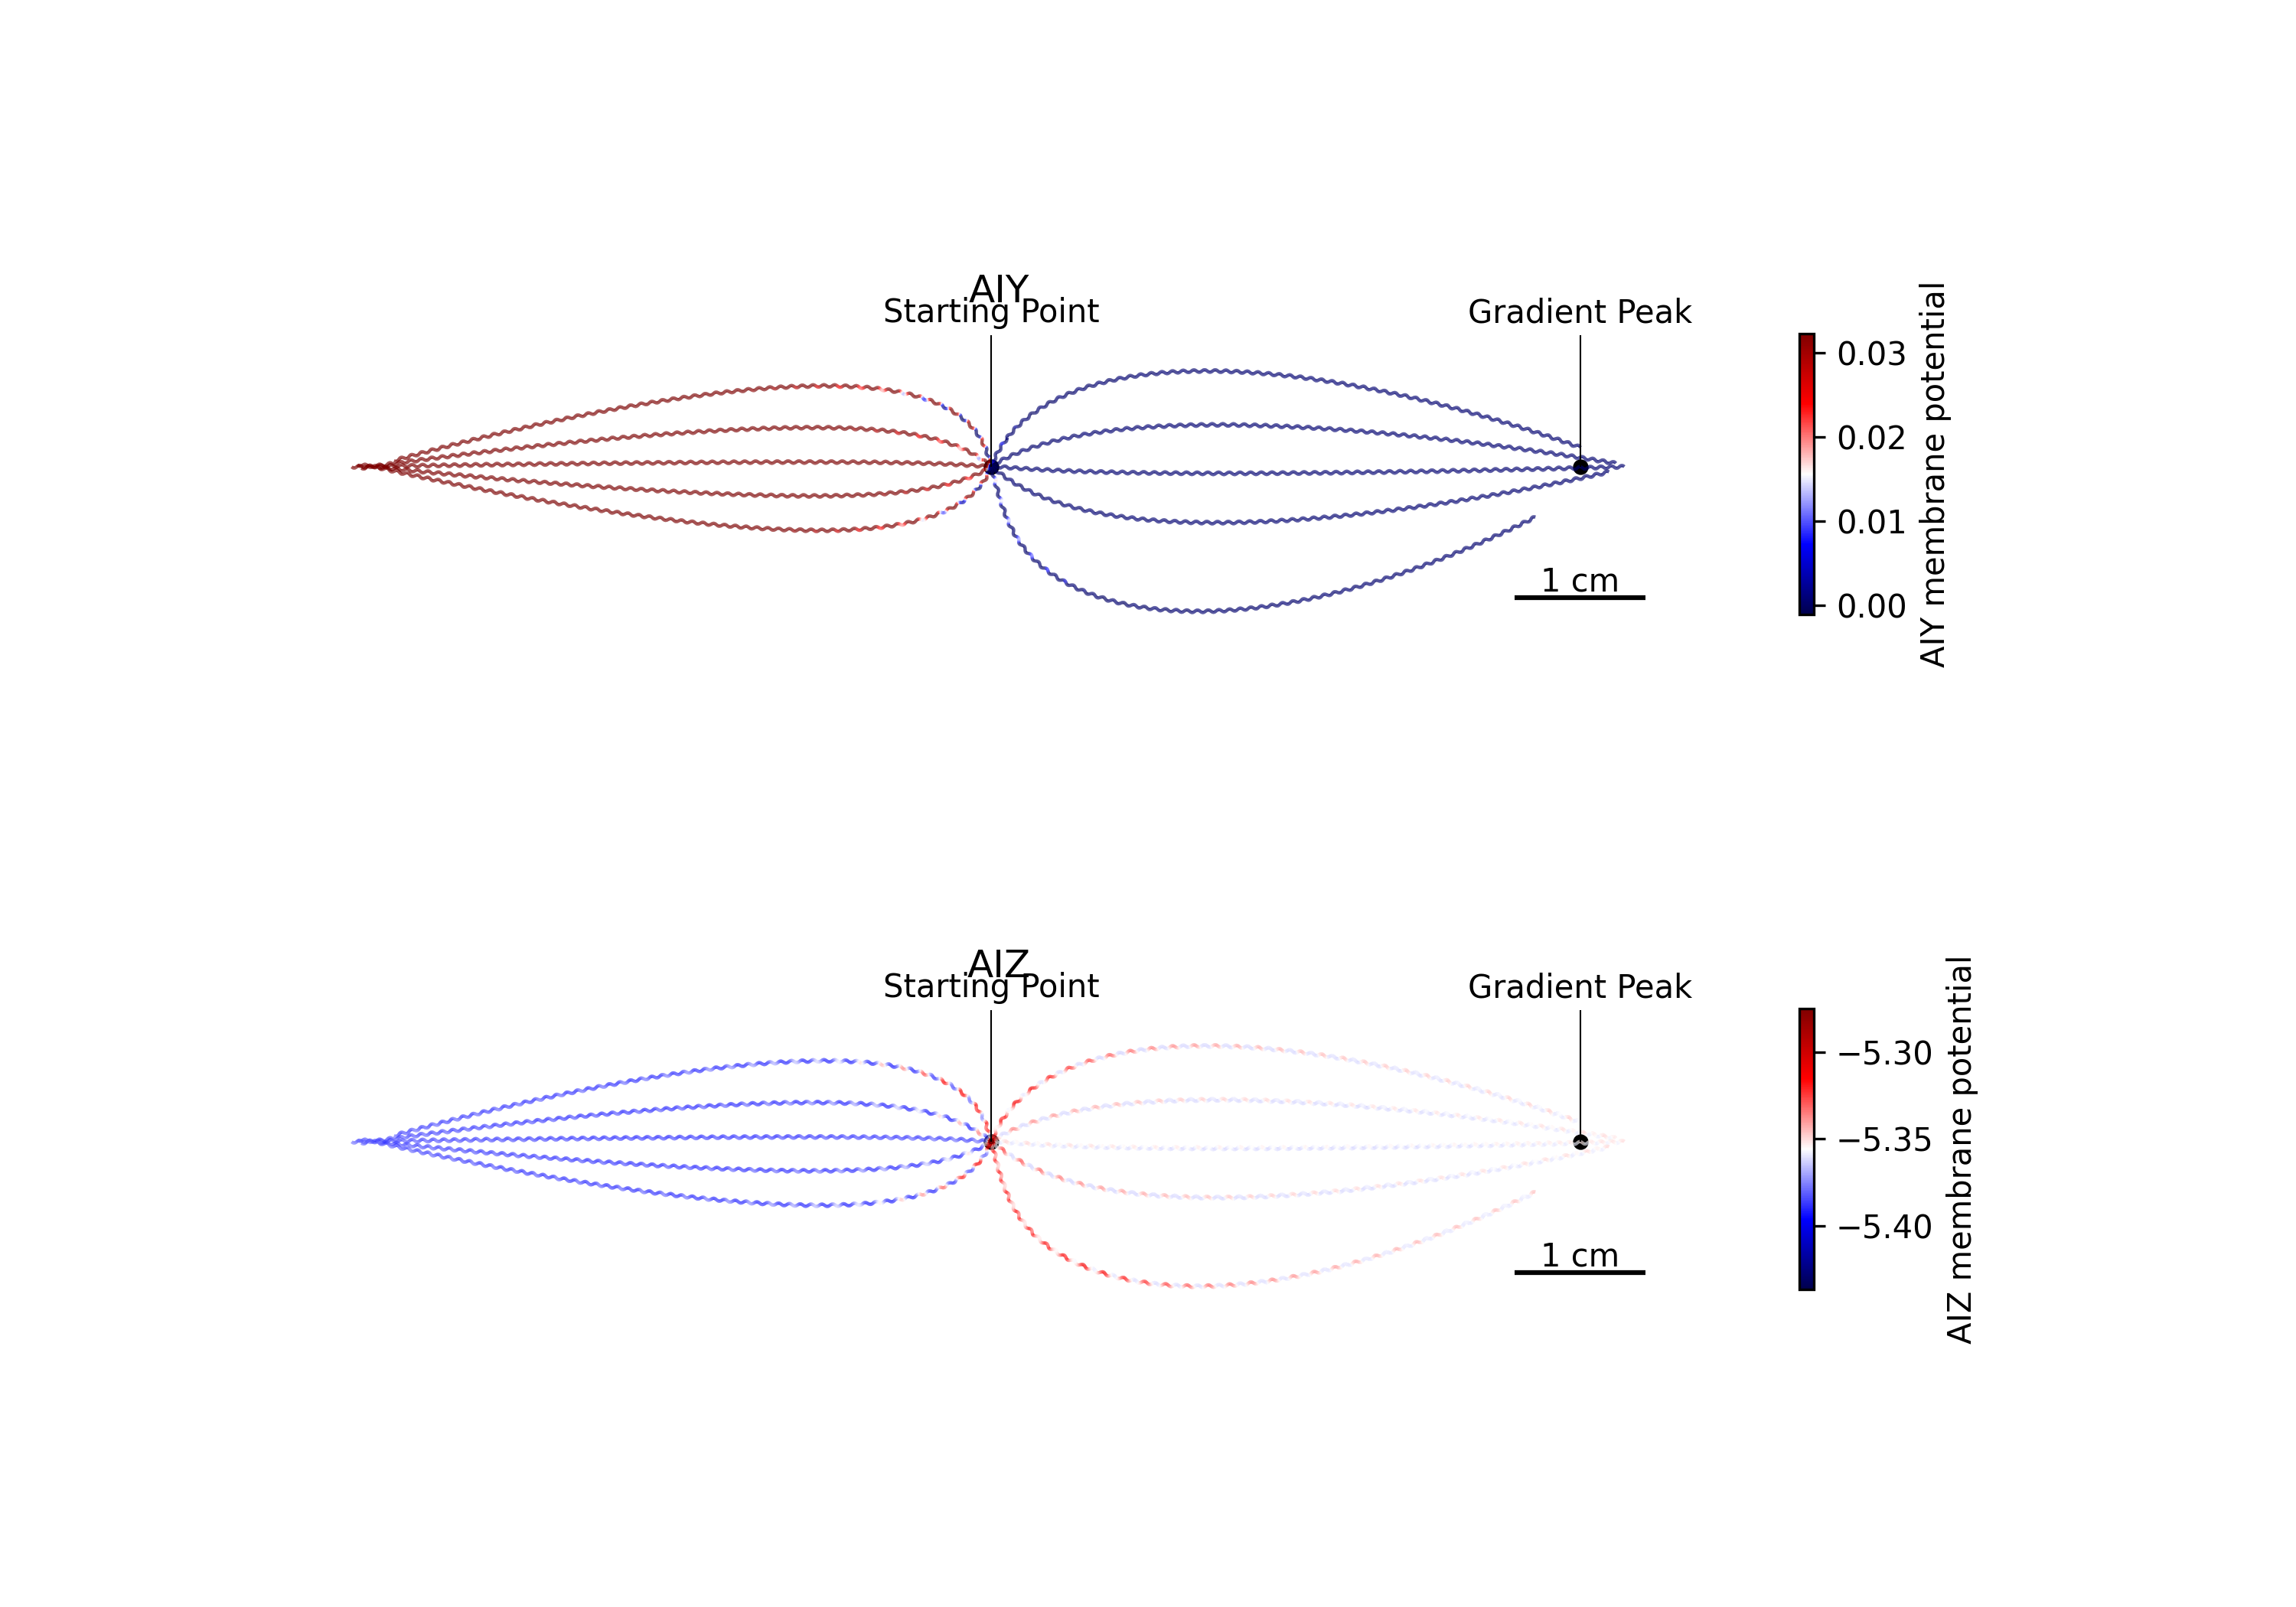 AIY
Starting Point
Gradient Peak
1 cm
0.03
0.02
0.01
0.00
AIY membrane potential
AIZ
Starting Point
Gradient Peak
1 cm
−5.30
−5.35
−5.40
AIZ membrane potential